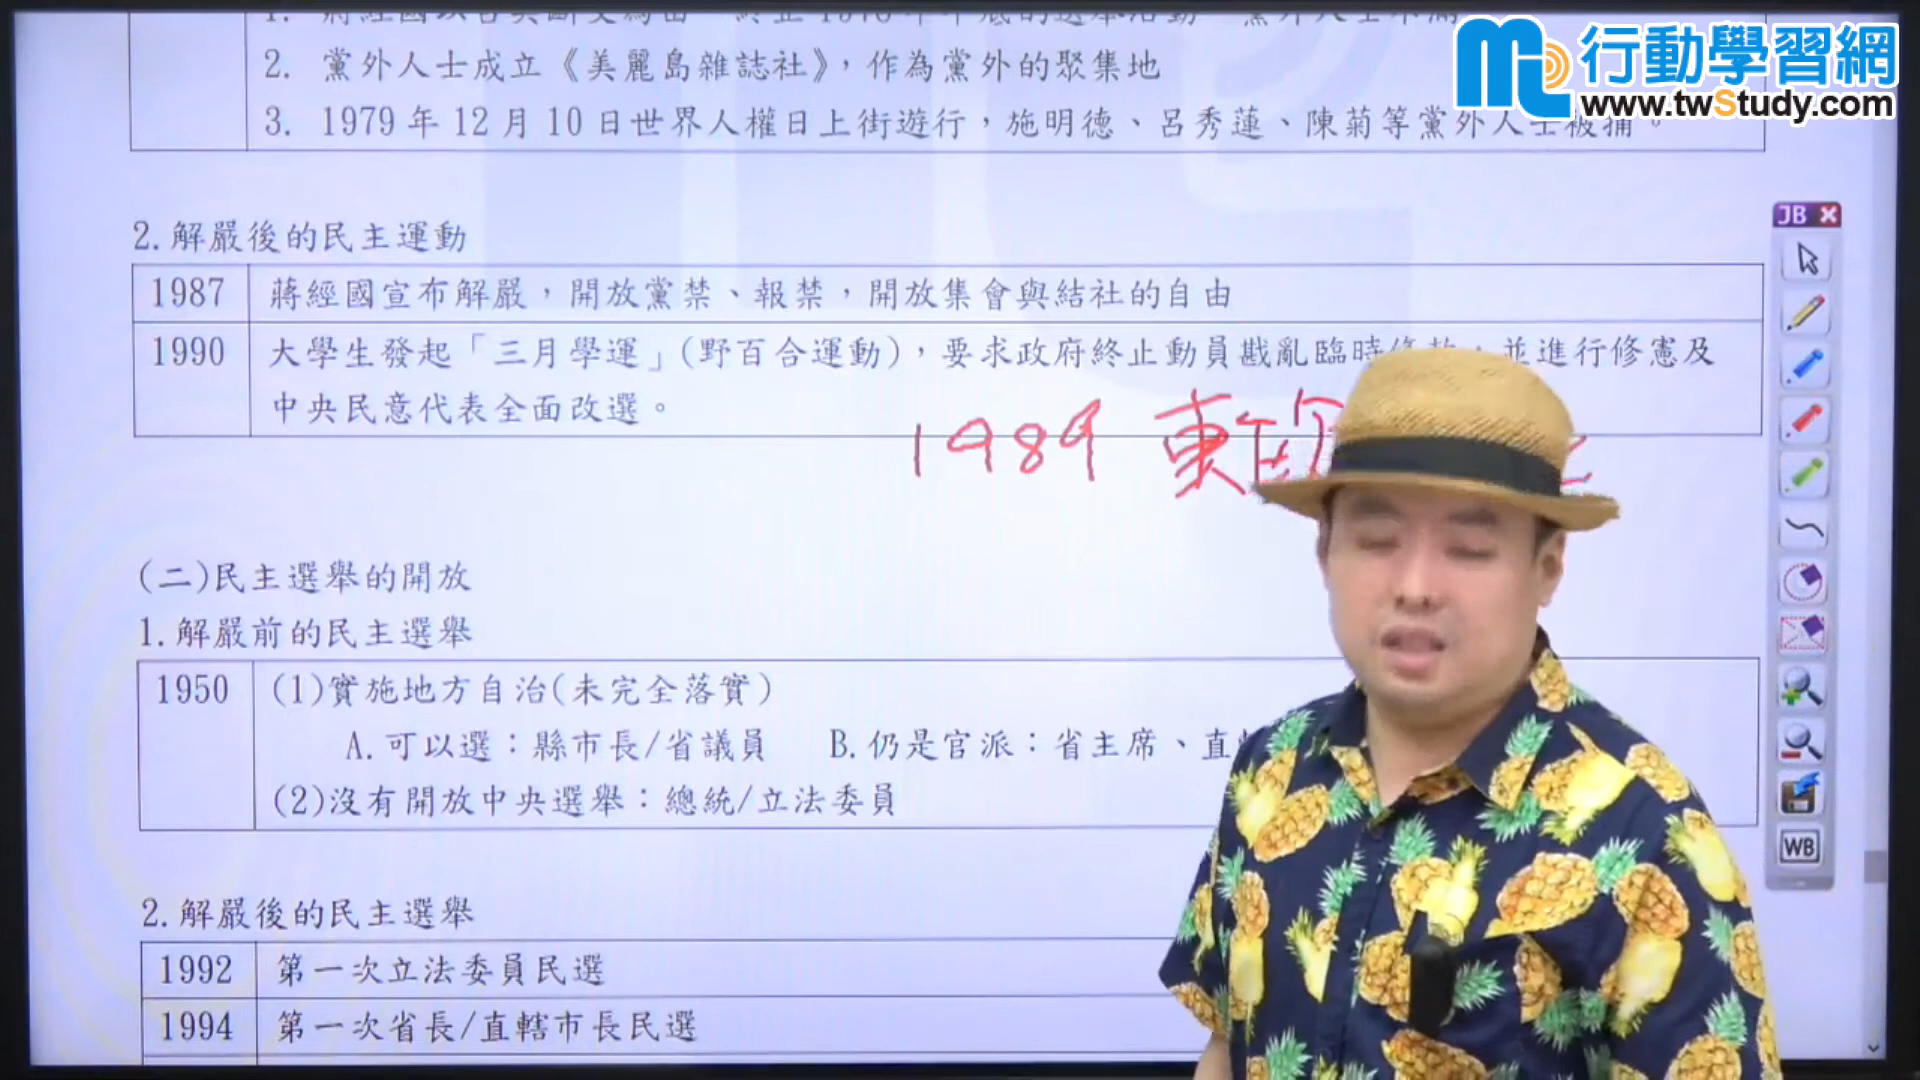 行動學習網
www.twStudy.com
2. 黨外人士成立《美麗島雜誌社》，作為黨外的聚集地
3. 1979 年 12 月 10 日世界人權日上街遊行，施明德、呂秀蓮、陳菊等黨外人士被捕。
2.解嚴後的民主運動
1987 蔣經國宣布解嚴，開放黨禁、報禁，開放集會與結社的自由
1990 大學生發起「三月學運」(野百合運動)，要求政府終止動員戡亂臨時條款，並進行修憲及
中央民意代表全面改選。
1989 東歐
(二)民主選舉的開放
1.解嚴前的民主選舉
1950 (1)實施地方自治(未完全落實)
A.可以選：縣市長/省議員 B.仍是官派：省主席、直
(2)沒有開放中央選舉：總統/立法委員
2.解嚴後的民主選舉
1992 第一次立法委員民選
1994 第一次省長/直轄市長民選
JB
WB